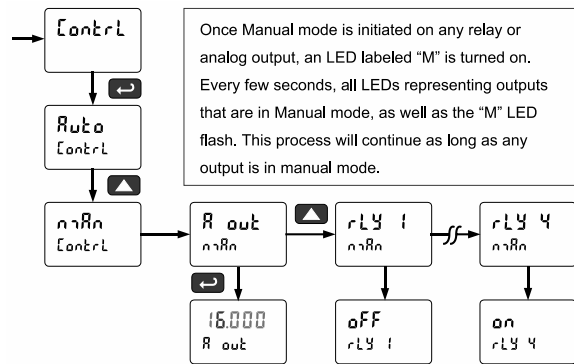 Contrl
Once Manual mode is initiated on any relay or
analog output, an LED labeled “M” is turned on.
Every few seconds, all LEDs representing outputs
that are in Manual mode, as well as the “M” LED
flash. This process will continue as long as any
output is in manual mode.
Auto
Contrl
mAn
Contrl
A out
mAn
rLY 1
mAn
rLY 4
mAn
16.000
A out
oFF
rLY 1
on
rLY 4